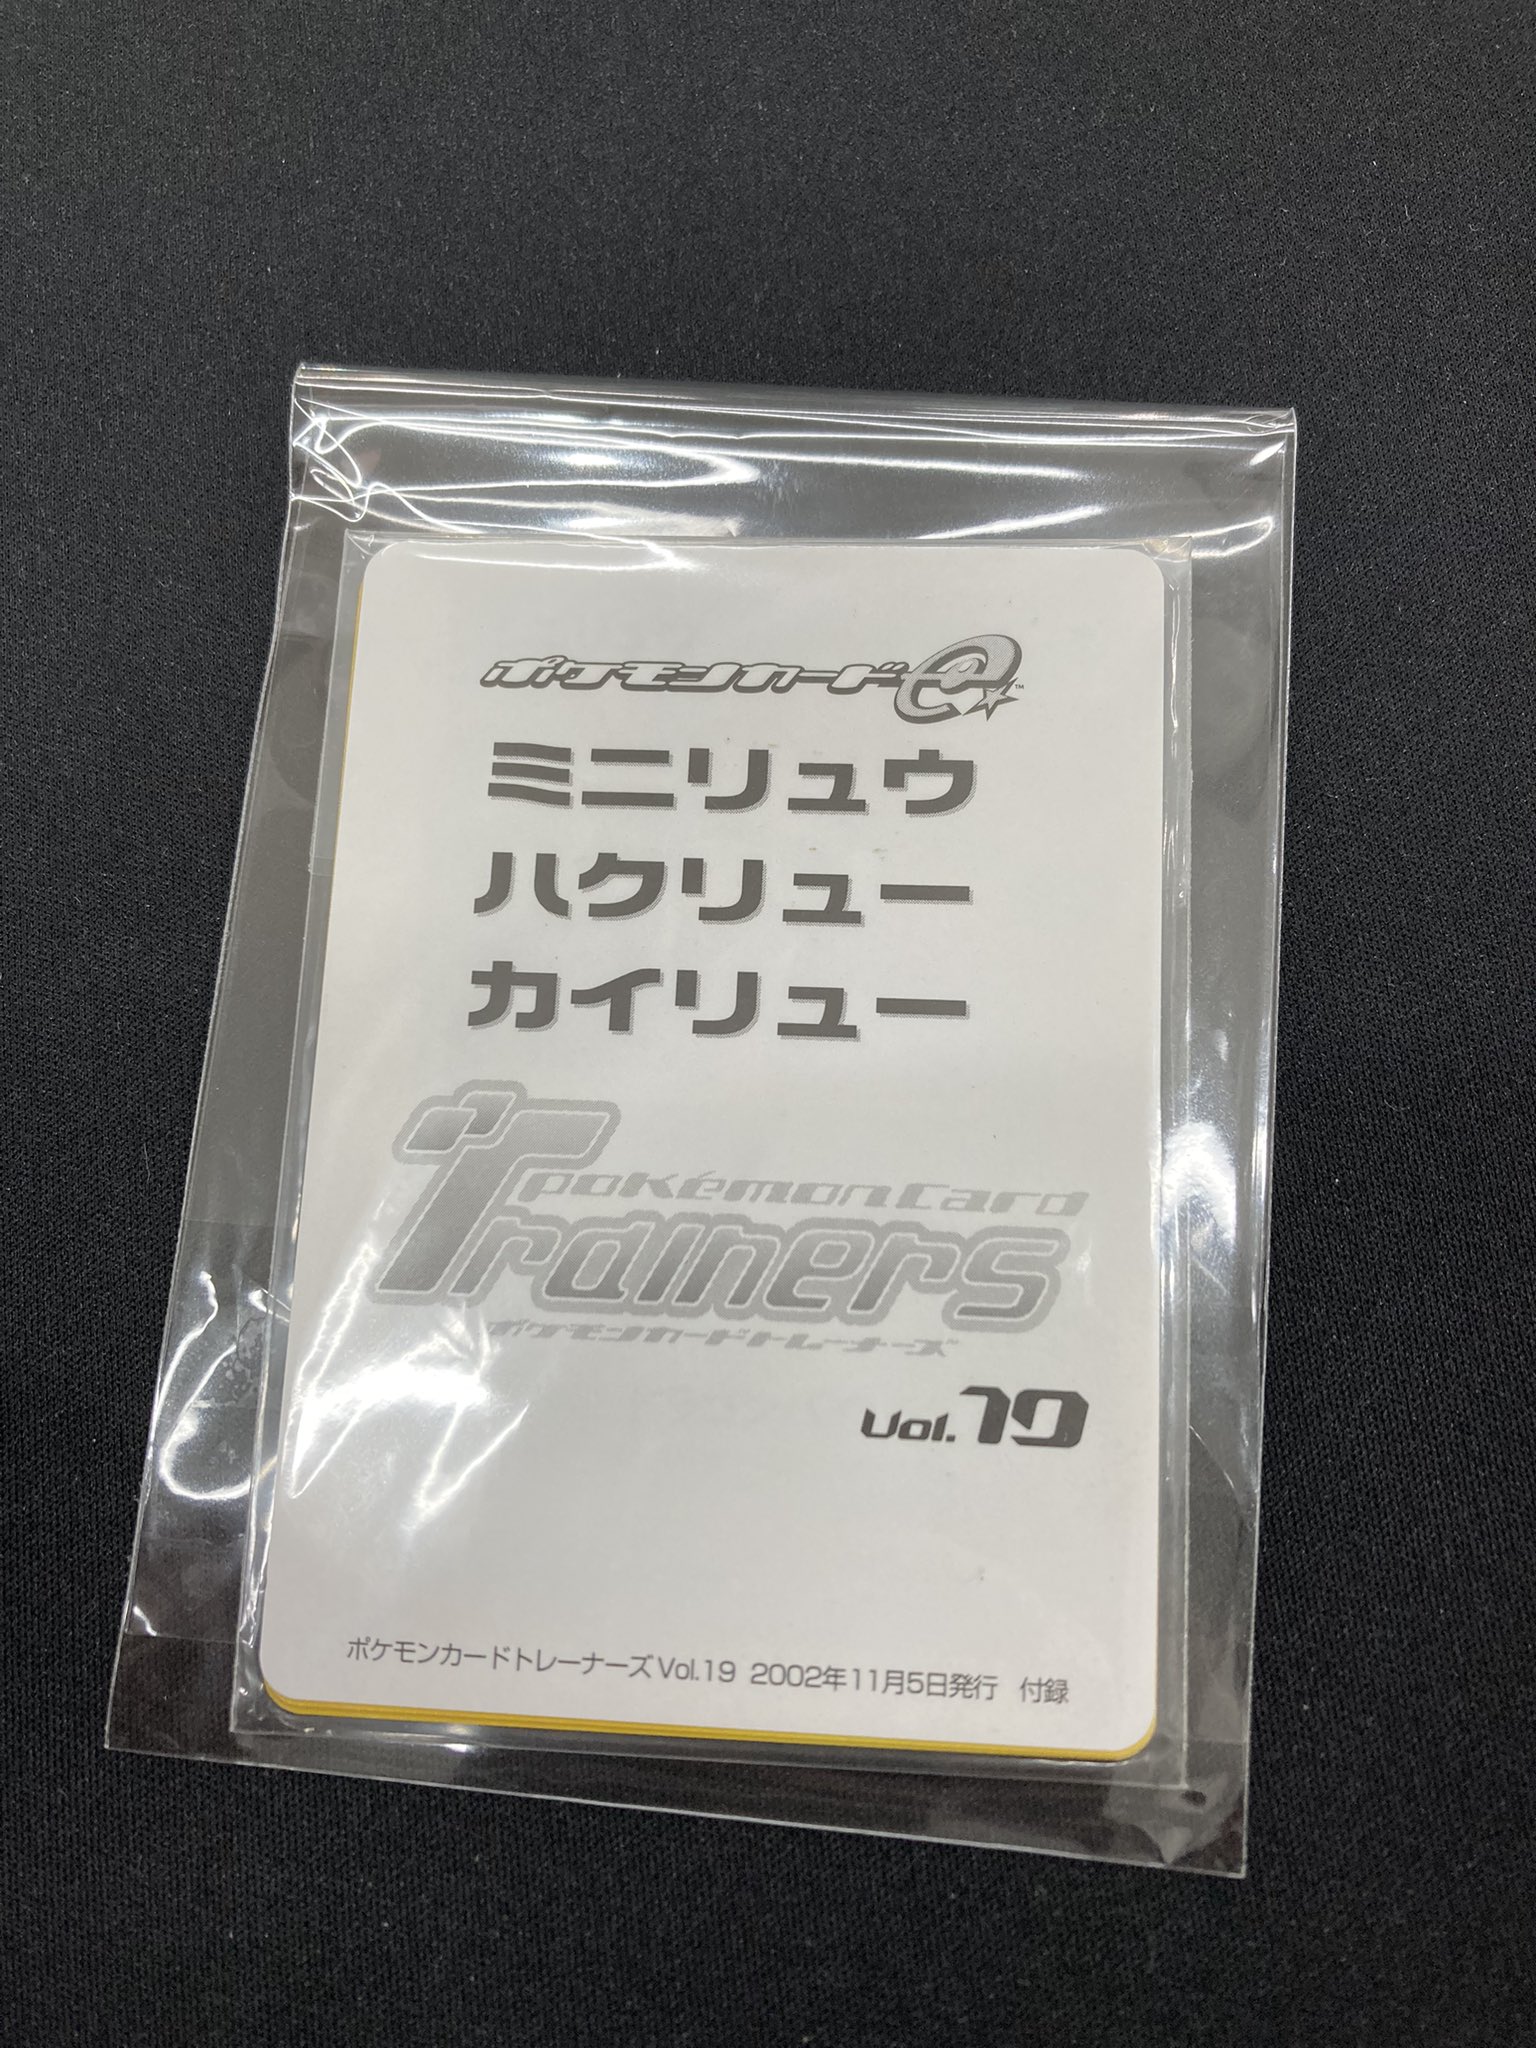 ポケモンカードe™
ミニリュウ
ハクリュー
カイリュー
Pokémon Card
Trainers
ポケモンカードトレーナーズ
Vol.19
ポケモンカードトレーナーズVol.19 2002年11月5日発行 付録